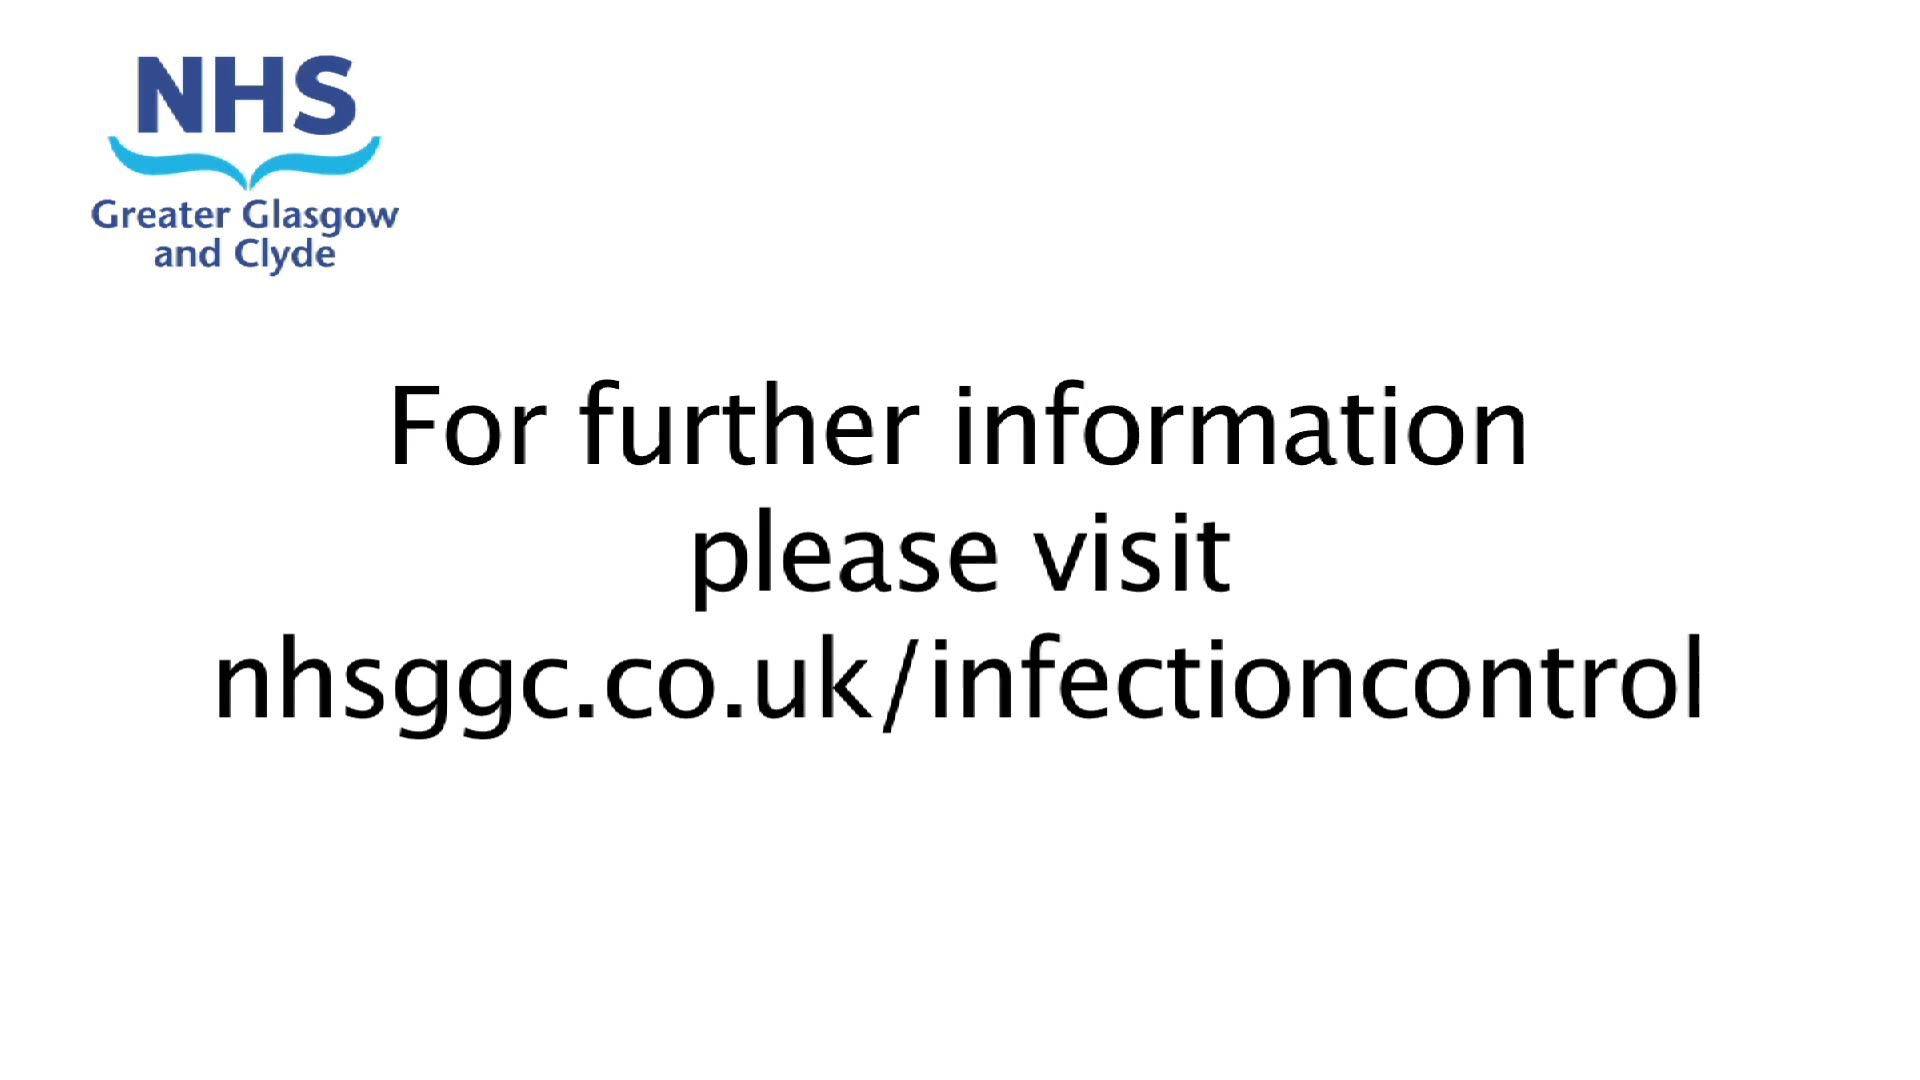 NHS
Greater Glasgow
and Clyde
For further information
please visit
nhsggc.co.uk/infectioncontrol